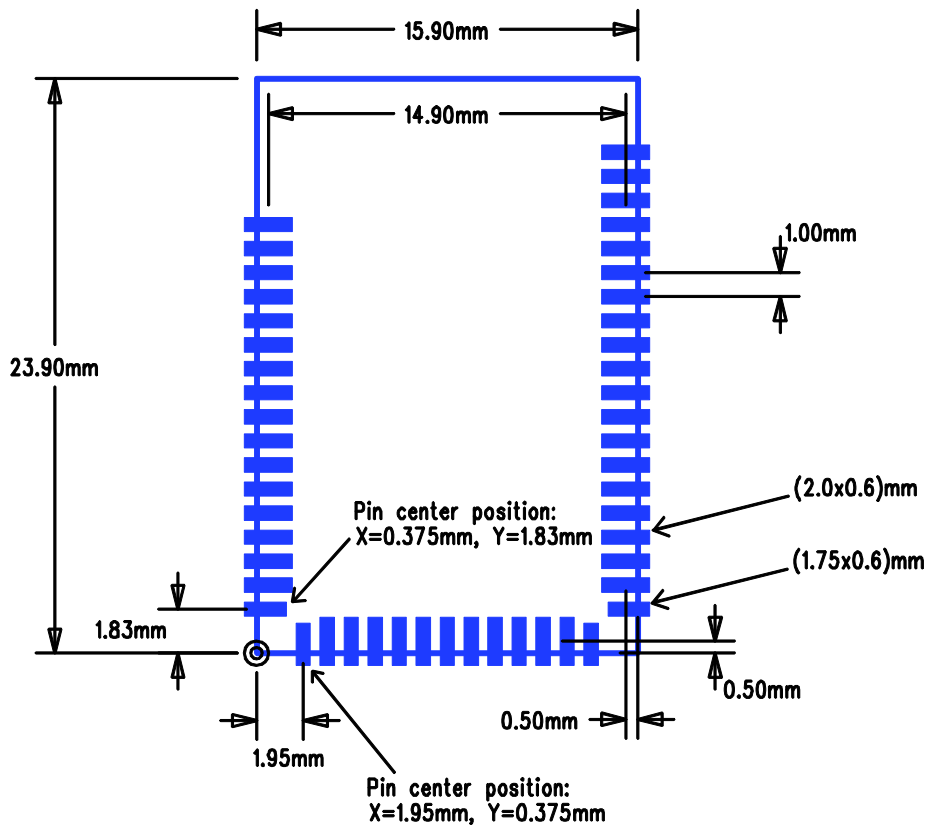 15.90mm
14.90mm
1.00mm
23.90mm
(2.0x0.6)mm
Pin center position:
X=0.375mm, Y=1.83mm
(1.75x0.6)mm
1.83mm
0.50mm
0.50mm
1.95mm
Pin center position:
X=1.95mm, Y=0.375mm